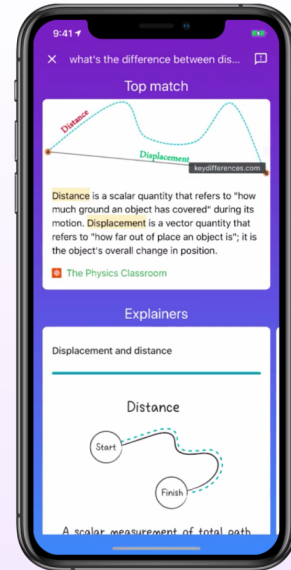 9:41
what's the difference between dis...
Top match
Distance
Displacement
keydifferences.com
Distance is a scalar quantity that refers to "how
much ground an object has covered" during its
motion. Displacement is a vector quantity that
refers to "how far out of place an object is"; it is
the object's overall change in position.
The Physics Classroom
Explainers
Displacement and distance
Distance
Start
Finish
A scalar measurement of total path